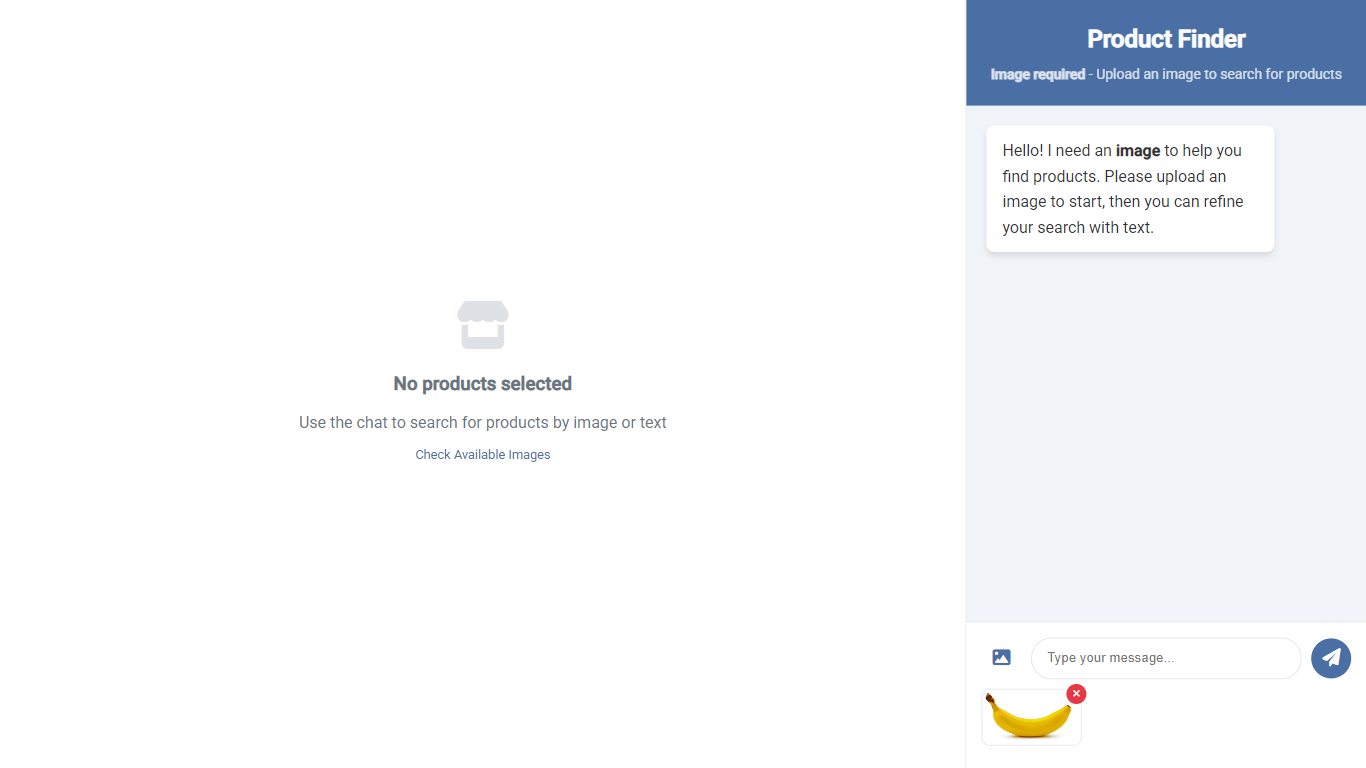 No products selected
Use the chat to search for products by image or text
Check Available Images
Product Finder
Image required - Upload an image to search for products
Hello! I need an image to help you
find products. Please upload an
image to start, then you can refine
your search with text.
Type your message...